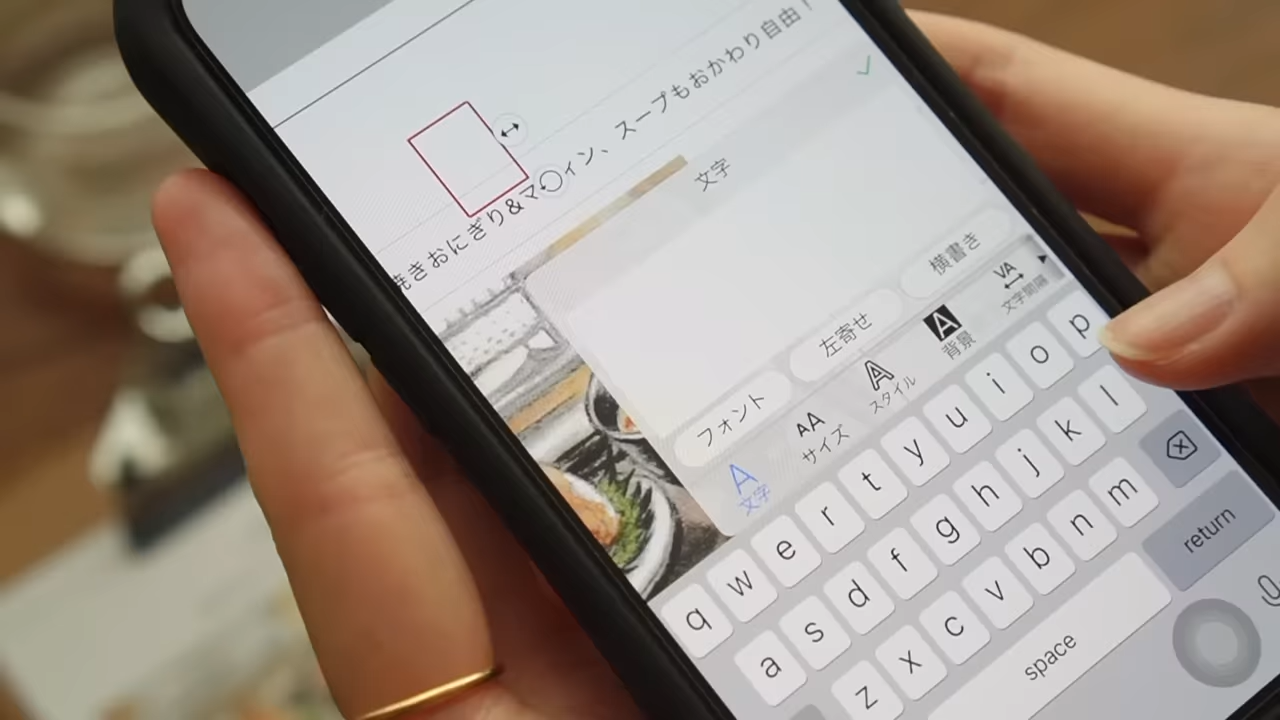 焼きおにぎり&マフィン、スープもおかわり自由！
文字
フォント 左寄せ 横書き
A 文字
AA サイズ
A スタイル
A 背景
VA 文字間隔
q w e r t y u i o p
a s d f g h j k l
z x c v b n m
space return